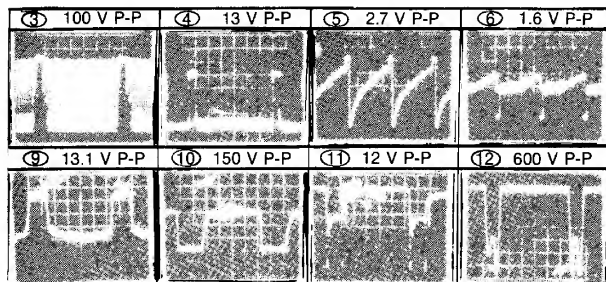 ③ 100 V P-P ④ 13 V P-P ⑤ 2.7 V P-P ⑥ 1.6 V P-P
⑨ 13.1 V P-P ⑩ 150 V P-P ⑪ 12 V P-P ⑫ 600 V P-P